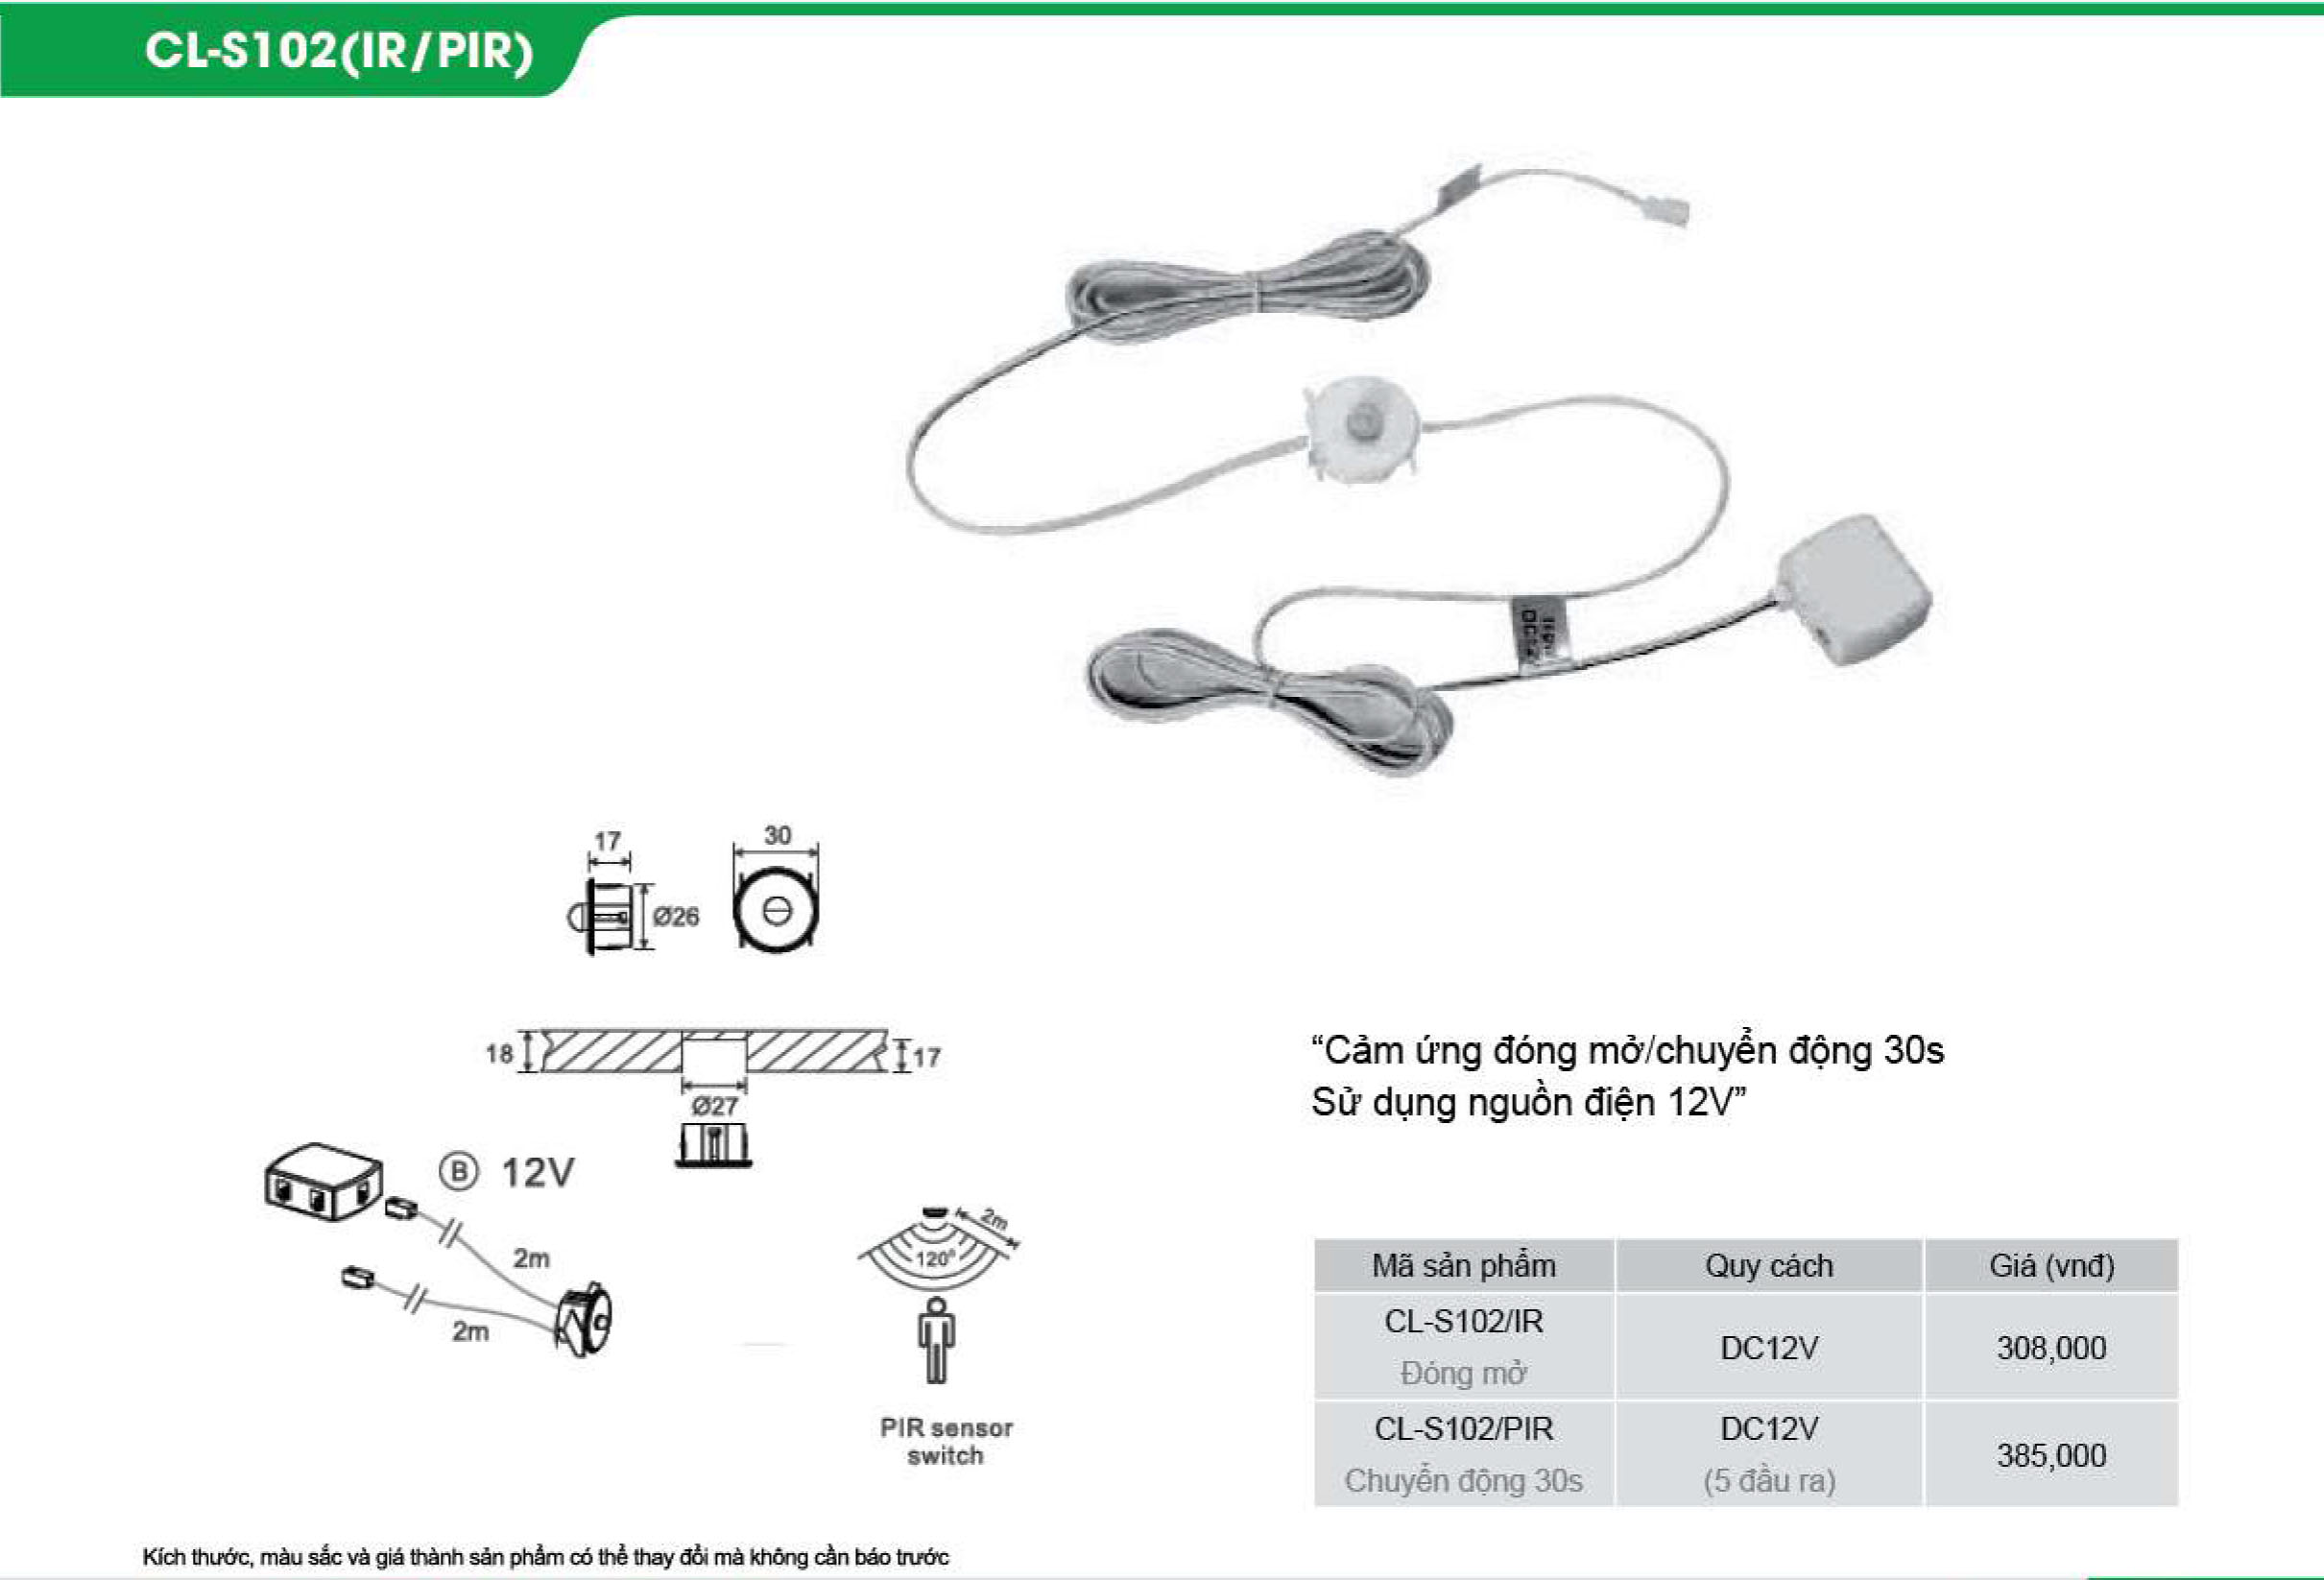 CL-S102(IR/PIR)
17
30
Ø26
18
17
Ø27
B 12V
2m
2m
2m
120°
PIR sensor
switch
“Cảm ứng đóng mở/chuyển động 30s
Sử dụng nguồn điện 12V”
Mã sản phẩm Quy cách Giá (vnđ)
CL-S102/IR
Đóng mở
DC12V
308,000
CL-S102/PIR
Chuyển động 30s
DC12V
(5 đầu ra)
385,000
Kích thước, màu sắc và giá thành sản phẩm có thể thay đổi mà không cần báo trước